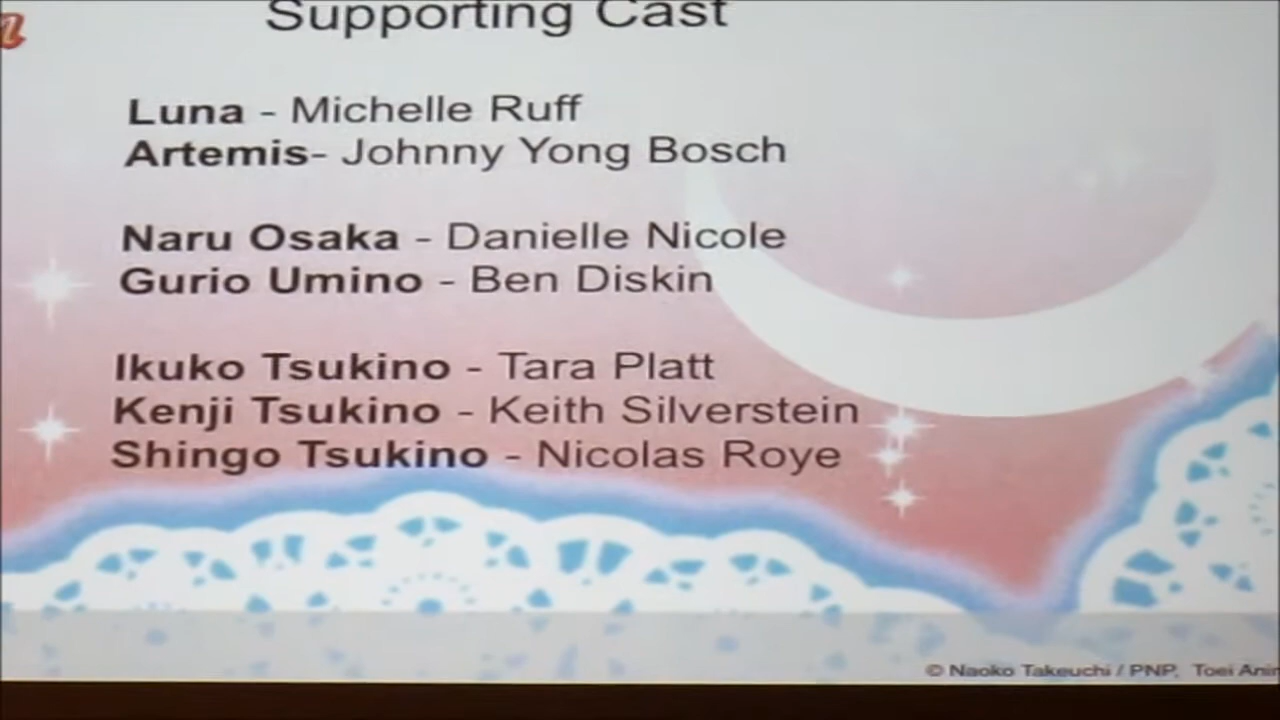 Supporting Cast
Luna - Michelle Ruff
Artemis- Johnny Yong Bosch
Naru Osaka - Danielle Nicole
Gurio Umino - Ben Diskin
Ikuko Tsukino - Tara Platt
Kenji Tsukino - Keith Silverstein
Shingo Tsukino - Nicolas Roye
© Naoko Takeuchi / PNP, Toei